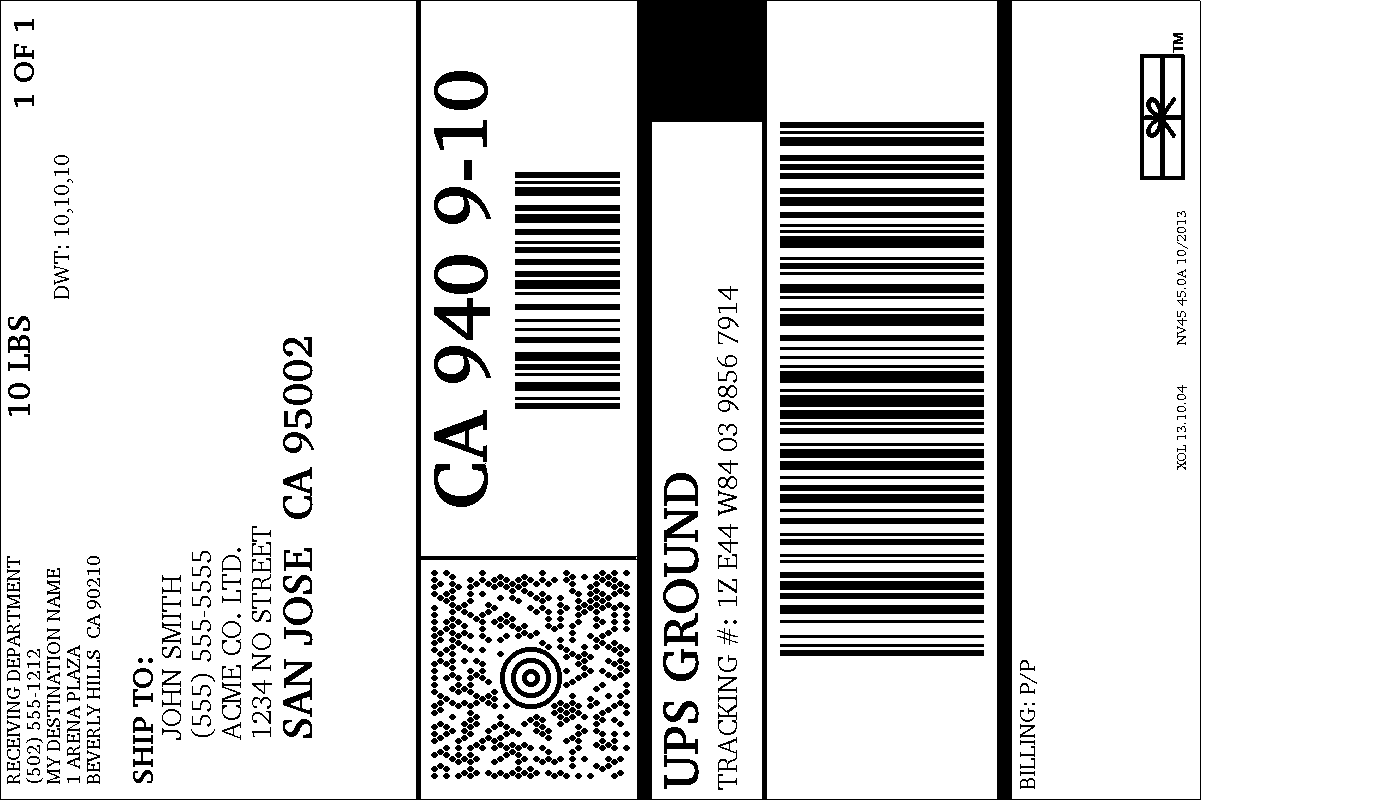 RECEIVING DEPARTMENT
(502) 555-1212
MY DESTINATION NAME
1 ARENA PLAZA
BEVERLY HILLS CA 90210
10 LBS
1 OF 1
DWT: 10,10,10
SHIP TO:
JOHN SMITH
(555) 555-5555
ACME CO. LTD.
1234 NO STREET
SAN JOSE CA 95002
CA 940 9-10
UPS GROUND
TRACKING #: 1Z E44 W84 03 9856 7914
BILLING: P/P
XOL 13.10.04 NV45 45.0A 10/2013
TM